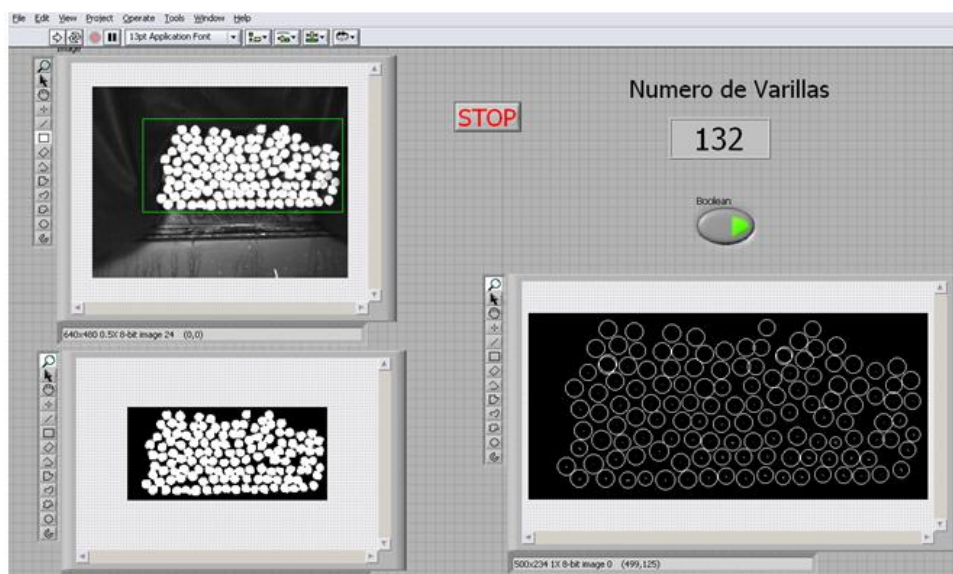 File Edit View Project Operate Tools Window Help
13pt Application Font
Image
Numero de Varillas
STOP
132
Boolean
640x480 0.5X 8-bit image 24 (0,0)
500x234 1X 8-bit image 0 (499,125)